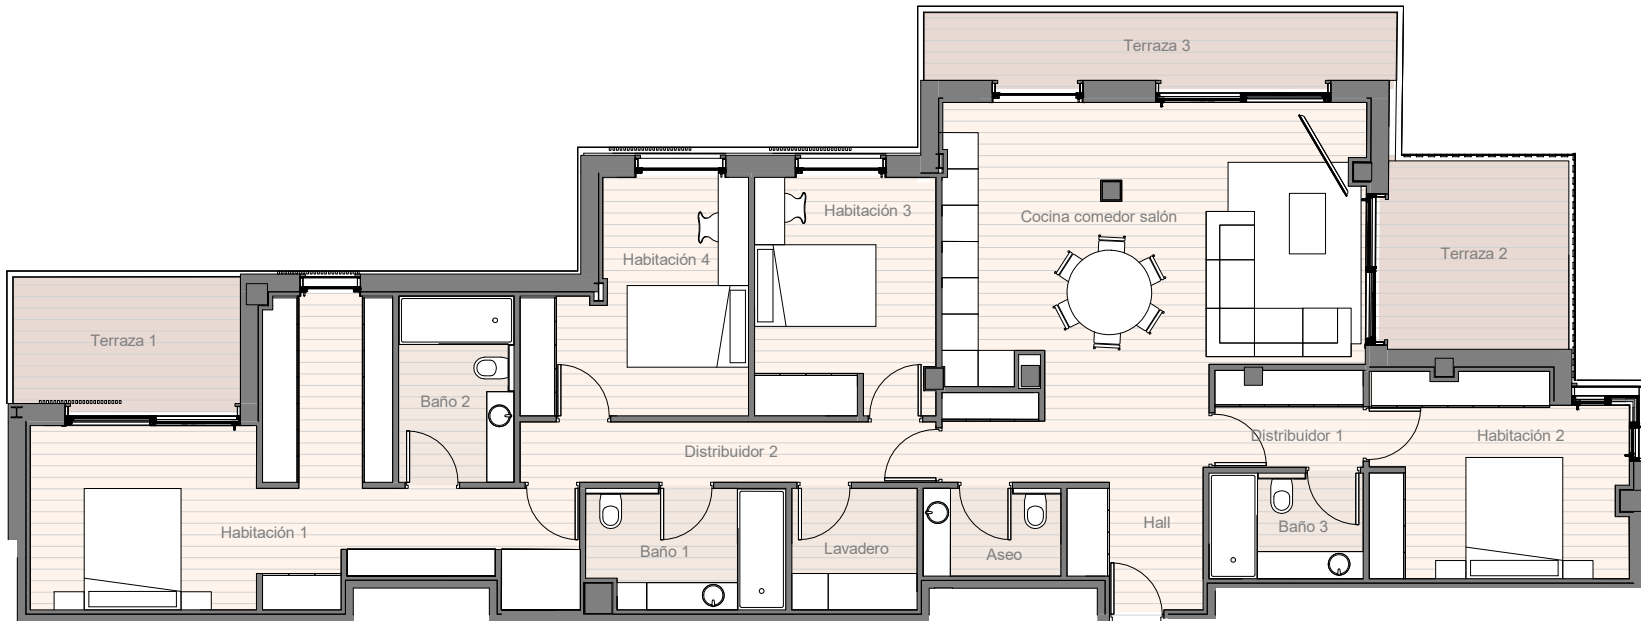 Terraza 3
Habitación 3
Cocina comedor salón
Terraza 2
Habitación 4
Terraza 1
Baño 2
Distribuidor 2
Distribuidor 1
Habitación 2
Habitación 1
Baño 1
Lavadero
Aseo
Hall
Baño 3